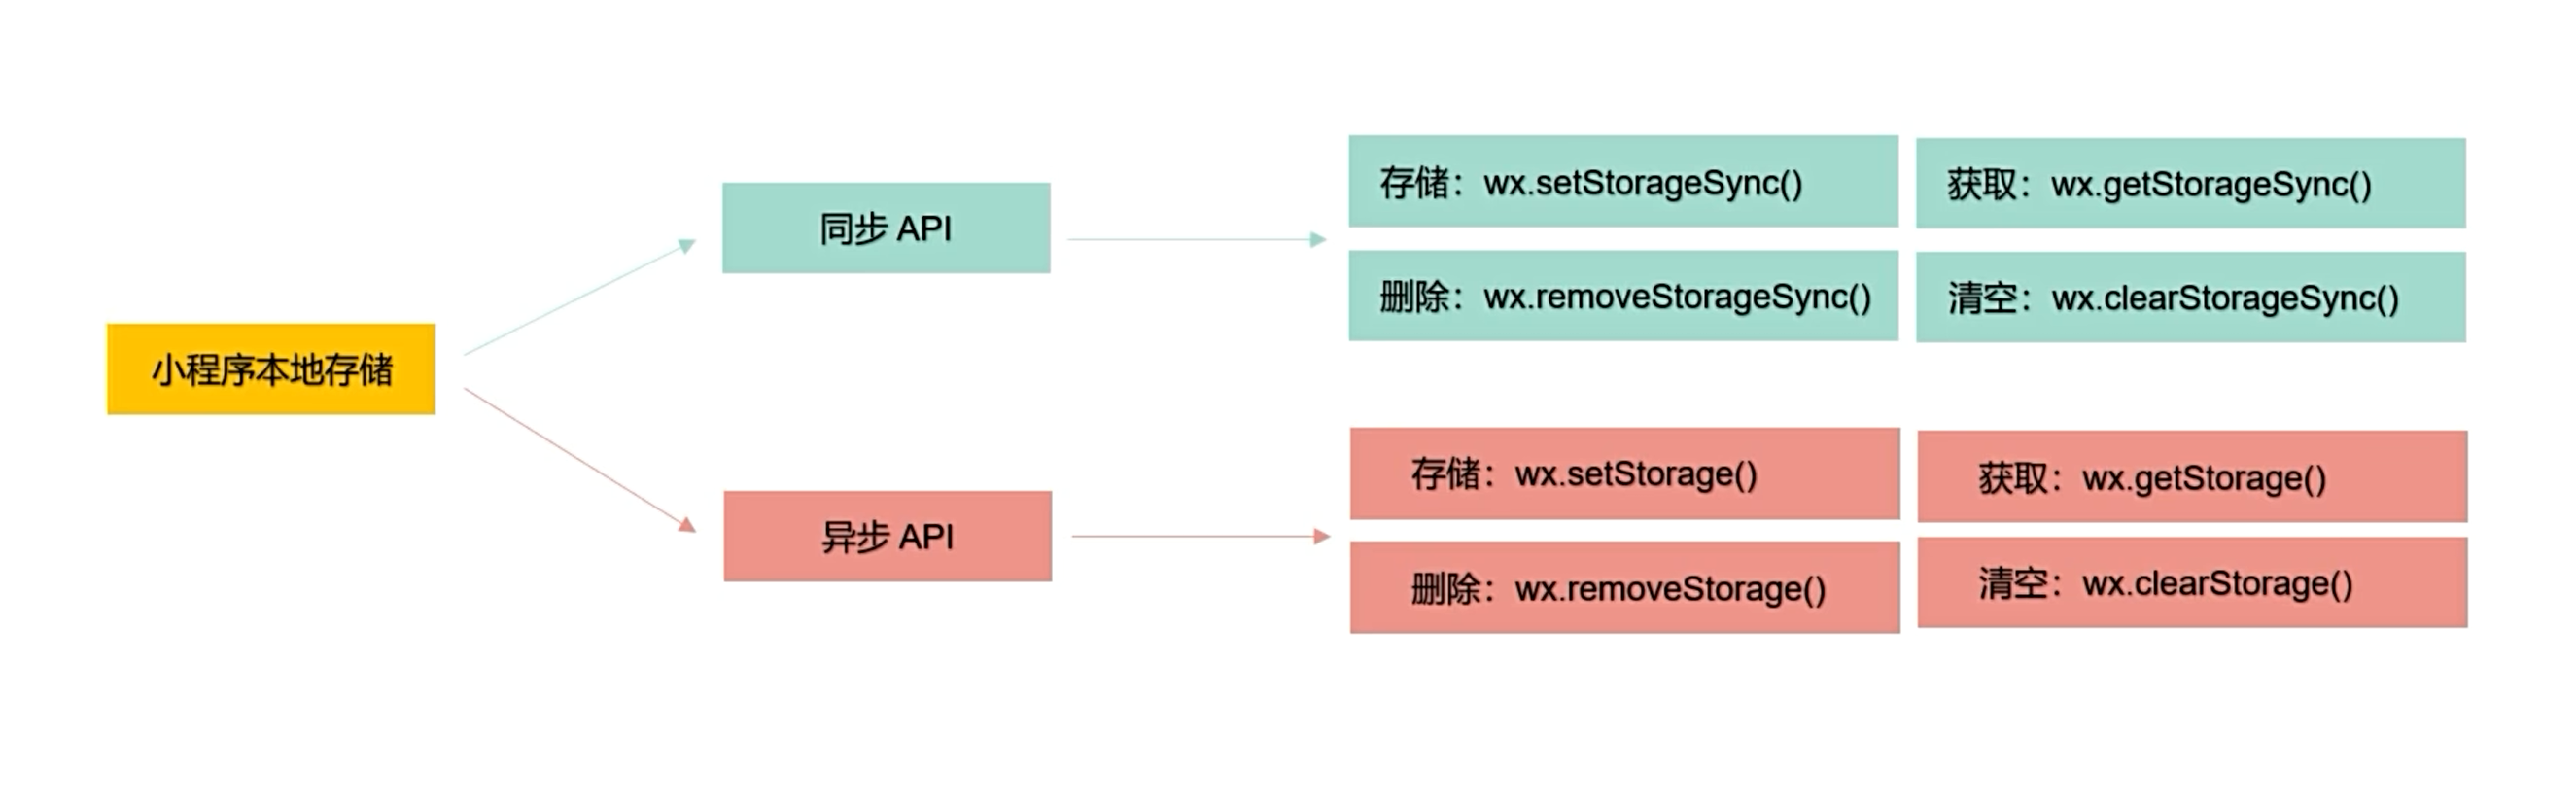 小程序本地存储
同步 API
存储：wx.setStorageSync()
获取：wx.getStorageSync()
删除：wx.removeStorageSync()
清空：wx.clearStorageSync()
异步 API
存储：wx.setStorage()
获取：wx.getStorage()
删除：wx.removeStorage()
清空：wx.clearStorage()